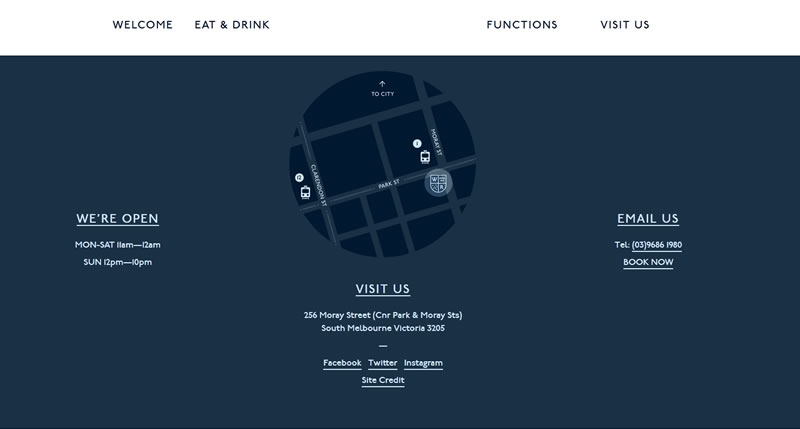 WELCOME EAT & DRINK FUNCTIONS VISIT US
TO CITY
MORAY ST
1
CLARENDON ST
12
PARK ST
W
R
WE'RE OPEN
MON-SAT 11am—12am
SUN 12pm—10pm
EMAIL US
Tel: (03)9686 1980
BOOK NOW
VISIT US
256 Moray Street (Cnr Park & Moray Sts)
South Melbourne Victoria 3205
—
Facebook Twitter Instagram
Site Credit